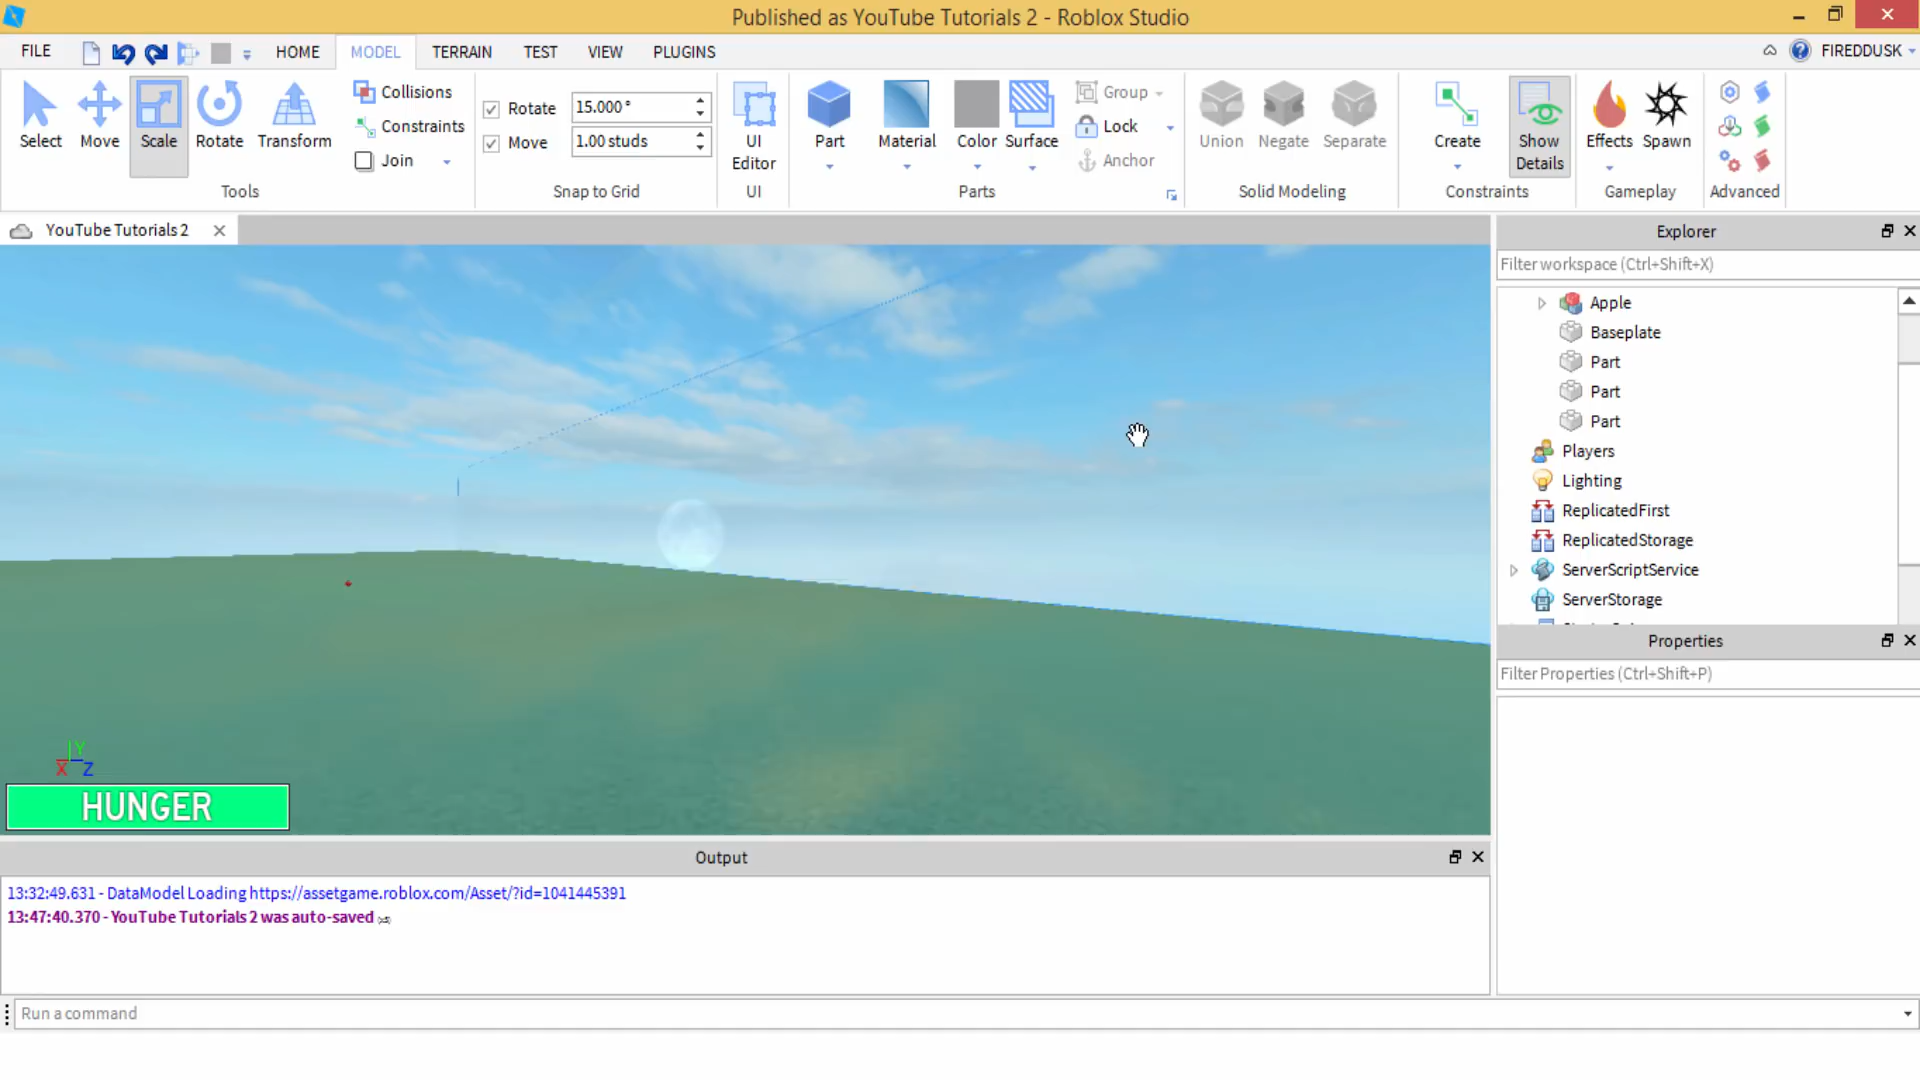 Published as YouTube Tutorials 2 - Roblox Studio
FILE HOME MODEL TERRAIN TEST VIEW PLUGINS FIREDDUSK
Select Move Scale Rotate Transform
Collisions
Constraints
Join
Tools
Rotate 15.000 °
Move 1.00 studs
Snap to Grid
UI
Editor
UI
Part Material Color Surface
Group
Lock
Anchor
Parts
Union Negate Separate
Solid Modeling
Create Show
Details
Constraints
Effects Spawn
Gameplay
Advanced
YouTube Tutorials 2
Explorer
Filter workspace (Ctrl+Shift+X)
Apple
Baseplate
Part
Part
Part
Players
Lighting
ReplicatedFirst
ReplicatedStorage
ServerScriptService
ServerStorage
Properties
Filter Properties (Ctrl+Shift+P)
Y
X Z
HUNGER
Output
13:32:49.631 - DataModel Loading https://assetgame.roblox.com/Asset/?id=1041445391
13:47:40.370 - YouTube Tutorials 2 was auto-saved
Run a command